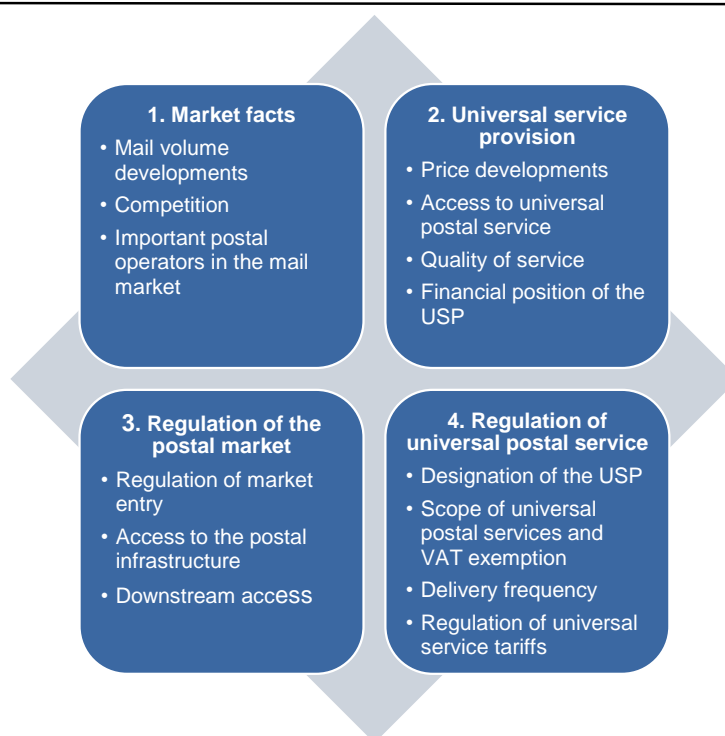 1. Market facts
• Mail volume
developments
• Competition
• Important postal
operators in the mail
market
2. Universal service
provision
• Price developments
• Access to universal
postal service
• Quality of service
• Financial position of the
USP
3. Regulation of the
postal market
• Regulation of market
entry
• Access to the postal
infrastructure
• Downstream access
4. Regulation of
universal postal service
• Designation of the USP
• Scope of universal
postal services and
VAT exemption
• Delivery frequency
• Regulation of universal
service tariffs